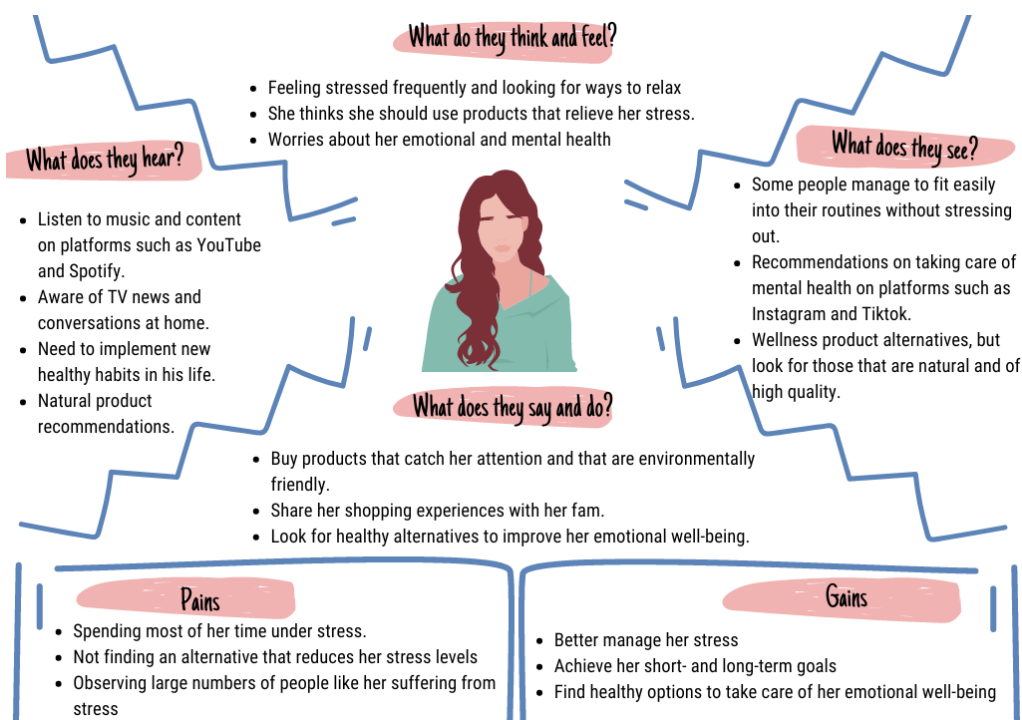 What do they think and feel?
• Feeling stressed frequently and looking for ways to relax
• She thinks she should use products that relieve her stress.
• Worries about her emotional and mental health
What does they hear?
• Listen to music and content
on platforms such as YouTube
and Spotify.
• Aware of TV news and
conversations at home.
• Need to implement new
healthy habits in his life.
• Natural product
recommendations.
What does they see?
• Some people manage to fit easily
into their routines without stressing
out.
• Recommendations on taking care of
mental health on platforms such as
Instagram and Tiktok.
• Wellness product alternatives, but
look for those that are natural and of
high quality.
What does they say and do?
• Buy products that catch her attention and that are environmentally
friendly.
• Share her shopping experiences with her fam.
• Look for healthy alternatives to improve her emotional well-being.
Pains
• Spending most of her time under stress.
• Not finding an alternative that reduces her stress levels
• Observing large numbers of people like her suffering from
stress
Gains
• Better manage her stress
• Achieve her short- and long-term goals
• Find healthy options to take care of her emotional well-being